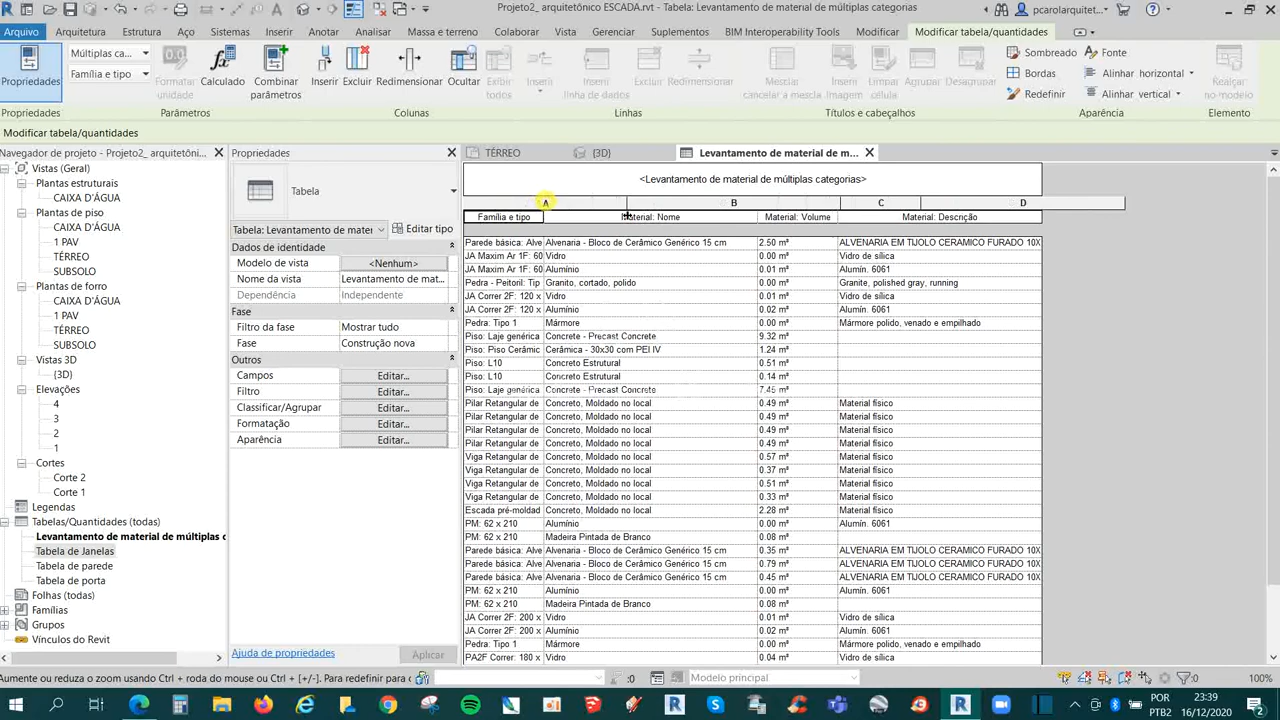 Projeto2_ arquitetônico ESCADA.rvt - Tabela: Levantamento de material de múltiplas categorias
pcarolarquitet...
Arquivo Arquitetura Estrutura Aço Sistemas Inserir Anotar Analisar Massa e terreno Colaborar Vista Gerenciar Suplementos BIM Interoperability Tools Modificar Modificar tabela/quantidades
Propriedades
Múltiplas ca...
Família e tipo
Formatar unidade
Calculado
Combinar parâmetros
Inserir
Excluir
Redimensionar
Ocultar
Exibir todos
Inserir
Inserir linha de dados
Excluir
Redimensionar
Mesclar cancelar a mescla
Inserir Imagem
Limpar célula
Agrupar
Desagrupar
Sombreado
Bordas
Redefinir
Fonte
Alinhar horizontal
Alinhar vertical
Realçar no modelo
Propriedades Parâmetros Colunas Linhas Títulos e cabeçalhos Aparência Elemento
Modificar tabela/quantidades
Navegador de projeto - Projeto2_ arquitetôni...
Vistas (Geral)
Plantas estruturais
CAIXA D'ÁGUA
Plantas de piso
CAIXA D'ÁGUA
1 PAV
TÉRREO
SUBSOLO
Plantas de forro
CAIXA D'ÁGUA
1 PAV
TÉRREO
SUBSOLO
Vistas 3D
{3D}
Elevações
4
3
2
1
Cortes
Corte 2
Corte 1
Legendas
Tabelas/Quantidades (todas)
Levantamento de material de múltiplas c
Tabela de Janelas
Tabela de parede
Tabela de porta
Folhas (todas)
Famílias
Grupos
Vínculos do Revit
Propriedades
Tabela
Tabela: Levantamento de mater
Editar tipo
Dados de identidade
Modelo de vista <Nenhum>
Nome da vista Levantamento de mat...
Dependência Independente
Fase
Filtro da fase Mostrar tudo
Fase Construção nova
Outros
Campos Editar...
Filtro Editar...
Classificar/Agrupar Editar...
Formatação Editar...
Aparência Editar...
Ajuda de propriedades
Aplicar
TÉRREO
{3D}
Levantamento de material de m...
<Levantamento de material de múltiplas categorias>
A B C D
Família e tipo Material: Nome Material: Volume Material: Descrição
Parede básica: Alve Alvenaria - Bloco de Cerâmico Genérico 15 cm 2.50 m³ ALVENARIA EM TIJOLO CERAMICO FURADO 10X
JA Maxim Ar 1F: 60 Vidro 0.00 m³ Vidro de sílica
JA Maxim Ar 1F: 60 Alumínio 0.01 m³ Alumín. 6061
Pedra - Peitoril: Tip Granito, cortado, polido 0.00 m³ Granite, polished gray, running
JA Correr 2F: 120 x Vidro 0.01 m³ Vidro de sílica
JA Correr 2F: 120 x Alumínio 0.02 m³ Alumín. 6061
Pedra: Tipo 1 Mármore 0.00 m³ Mármore polido, venado e empilhado
Piso: Laje genérica Concrete - Precast Concrete 9.32 m³
Piso: Piso Cerâmic Cerâmica - 30x30 com PEI IV 1.24 m³
Piso: L10 Concreto Estrutural 0.51 m³
Piso: L10 Concreto Estrutural 0.14 m³
Piso: Laje genérica Concrete - Precast Concrete 7.45 m³
Pilar Retangular de Concreto, Moldado no local 0.49 m³ Material físico
Pilar Retangular de Concreto, Moldado no local 0.49 m³ Material físico
Pilar Retangular de Concreto, Moldado no local 0.49 m³ Material físico
Pilar Retangular de Concreto, Moldado no local 0.49 m³ Material físico
Viga Retangular de Concreto, Moldado no local 0.57 m³ Material físico
Viga Retangular de Concreto, Moldado no local 0.37 m³ Material físico
Viga Retangular de Concreto, Moldado no local 0.51 m³ Material físico
Viga Retangular de Concreto, Moldado no local 0.33 m³ Material físico
Escada pré-moldad Concreto, Moldado no local 2.28 m³ Material físico
PM: 62 x 210 Alumínio 0.00 m³ Alumín. 6061
PM: 62 x 210 Madeira Pintada de Branco 0.08 m³
Parede básica: Alve Alvenaria - Bloco de Cerâmico Genérico 15 cm 0.35 m³ ALVENARIA EM TIJOLO CERAMICO FURADO 10X
Parede básica: Alve Alvenaria - Bloco de Cerâmico Genérico 15 cm 0.79 m³ ALVENARIA EM TIJOLO CERAMICO FURADO 10X
Parede básica: Alve Alvenaria - Bloco de Cerâmico Genérico 15 cm 0.45 m³ ALVENARIA EM TIJOLO CERAMICO FURADO 10X
PM: 62 x 210 Alumínio 0.00 m³ Alumín. 6061
PM: 62 x 210 Madeira Pintada de Branco 0.08 m³
JA Correr 2F: 200 x Vidro 0.01 m³ Vidro de sílica
JA Correr 2F: 200 x Alumínio 0.02 m³ Alumín. 6061
Pedra: Tipo 1 Mármore 0.00 m³ Mármore polido, venado e empilhado
PA2F Correr: 180 x Vidro 0.04 m³ Vidro de sílica
Aumente ou reduza o zoom usando Ctrl + roda do mouse ou Ctrl + [+/-]. Para redefinir para
:0
Modelo principal
:0
100%
POR
PTB2
23:39
16/12/2020
2